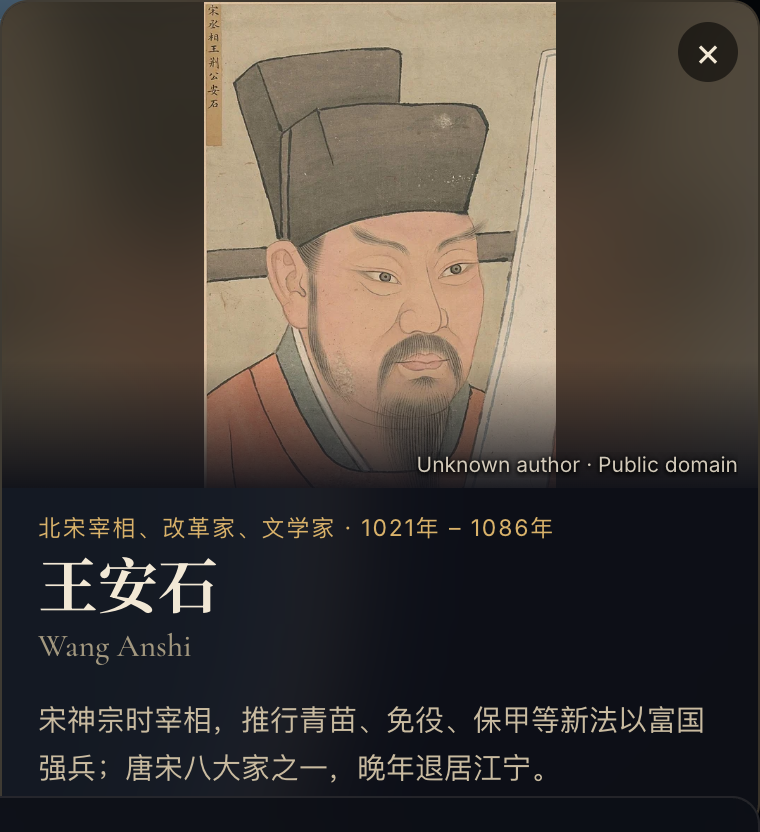 宋丞相王荆公安石
×
Unknown author · Public domain
北宋宰相、改革家、文学家 · 1021年 – 1086年
王安石
Wang Anshi
宋神宗时宰相，推行青苗、免役、保甲等新法以富国
强兵；唐宋八大家之一，晚年退居江宁。